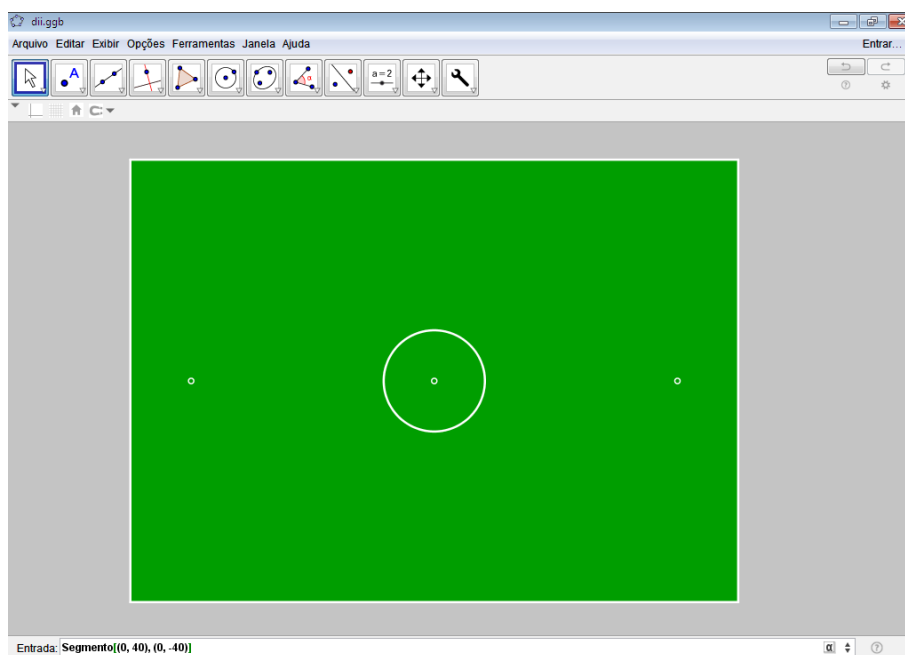 dii.ggb
Arquivo Editar Exibir Opções Ferramentas Janela Ajuda Entrar...
A
α
a=2
Entrada: Segmento[(0, 40), (0, -40)] α